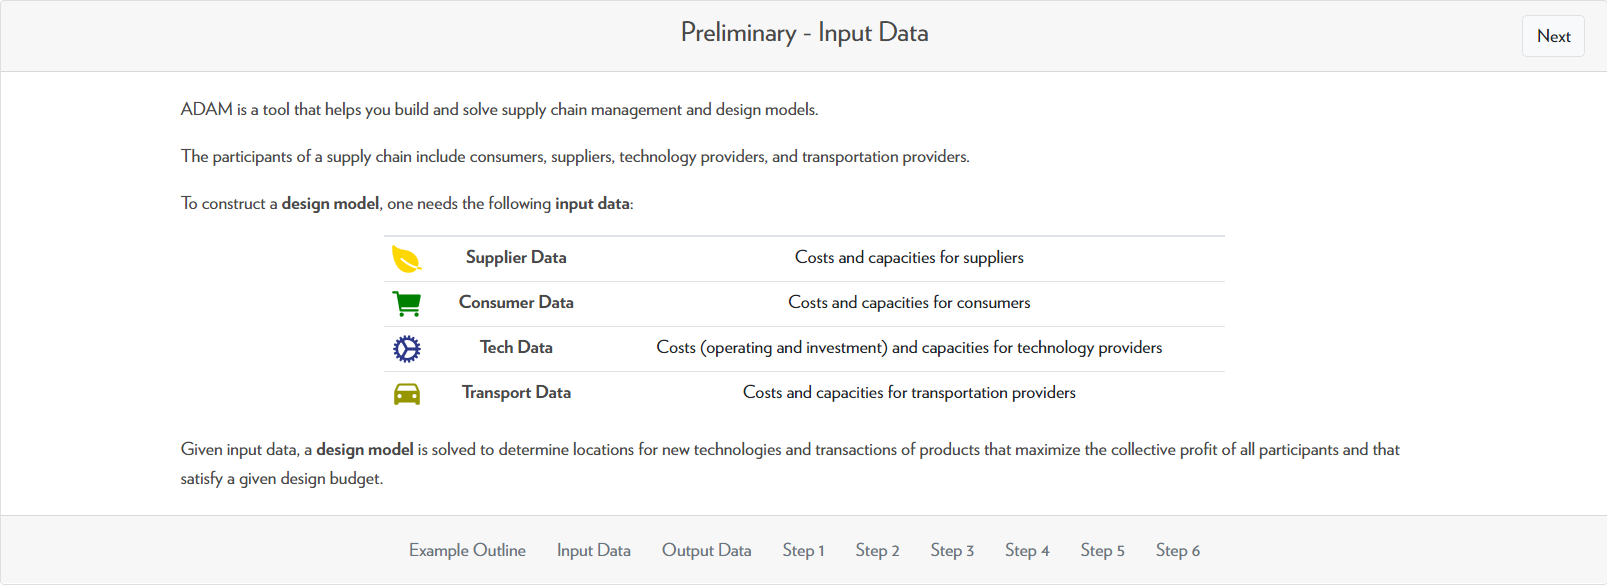 Preliminary - Input Data
Next
ADAM is a tool that helps you build and solve supply chain management and design models.
The participants of a supply chain include consumers, suppliers, technology providers, and transportation providers.
To construct a design model, one needs the following input data:
Supplier Data Costs and capacities for suppliers
Consumer Data Costs and capacities for consumers
Tech Data Costs (operating and investment) and capacities for technology providers
Transport Data Costs and capacities for transportation providers
Given input data, a design model is solved to determine locations for new technologies and transactions of products that maximize the collective profit of all participants and that
satisfy a given design budget.
Example Outline Input Data Output Data Step 1 Step 2 Step 3 Step 4 Step 5 Step 6